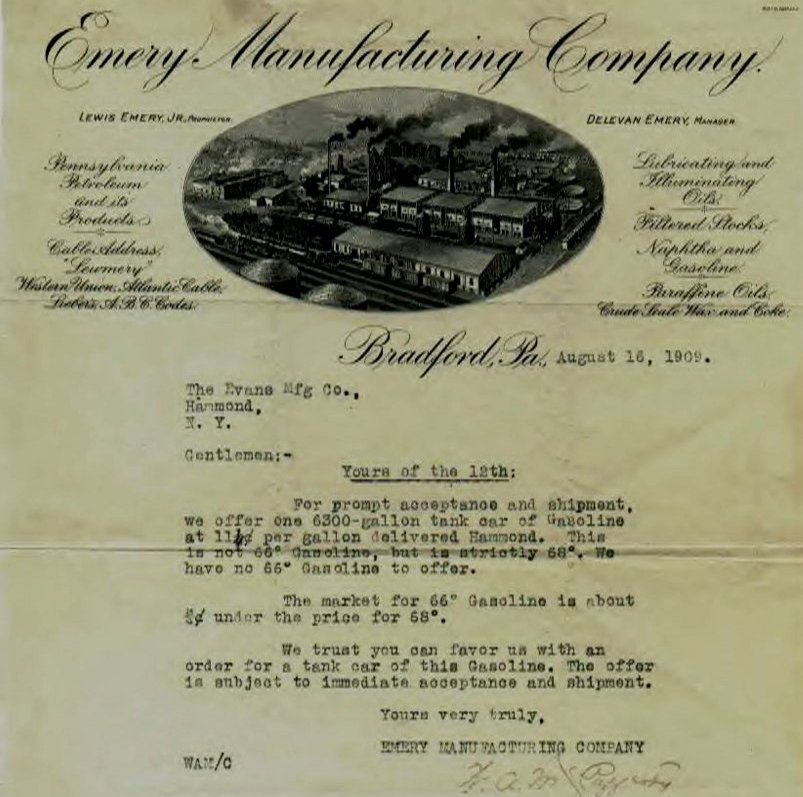 Emery Manufacturing Company.
LEWIS EMERY, JR., PROPRIETOR.
DELEVAN EMERY, MANAGER
Pennsylvania
Petroleum
and its
Products
Cable Address,
"Lewmery"
Western Union, Atlantic Cable,
Lieber's, A.B.C. Codes.
Lubricating and
Illuminating
Oils.
Filtered Stocks,
Naphtha and
Gasoline
Paraffine Oils,
Crude Scale Wax and Coke.
Bradford, Pa., August 16, 1909.
The Evans Mfg Co.,
Hammond,
N. Y.
Gentlemen:-
Yours of the 12th:
For prompt acceptance and shipment,
we offer one 6300-gallon tank car of Gasoline
at per gallon delivered Hammond. This
is not 66° Gasoline, but is strictly 68°. We
have no 66° Gasoline to offer.
The market for 66° Gasoline is about
under the price for 68°.
We trust you can favor us with an
order for a tank car of this Gasoline. The offer
is subject to immediate acceptance and shipment.
Yours very truly,
EMERY MANUFACTURING COMPANY
WAM/C